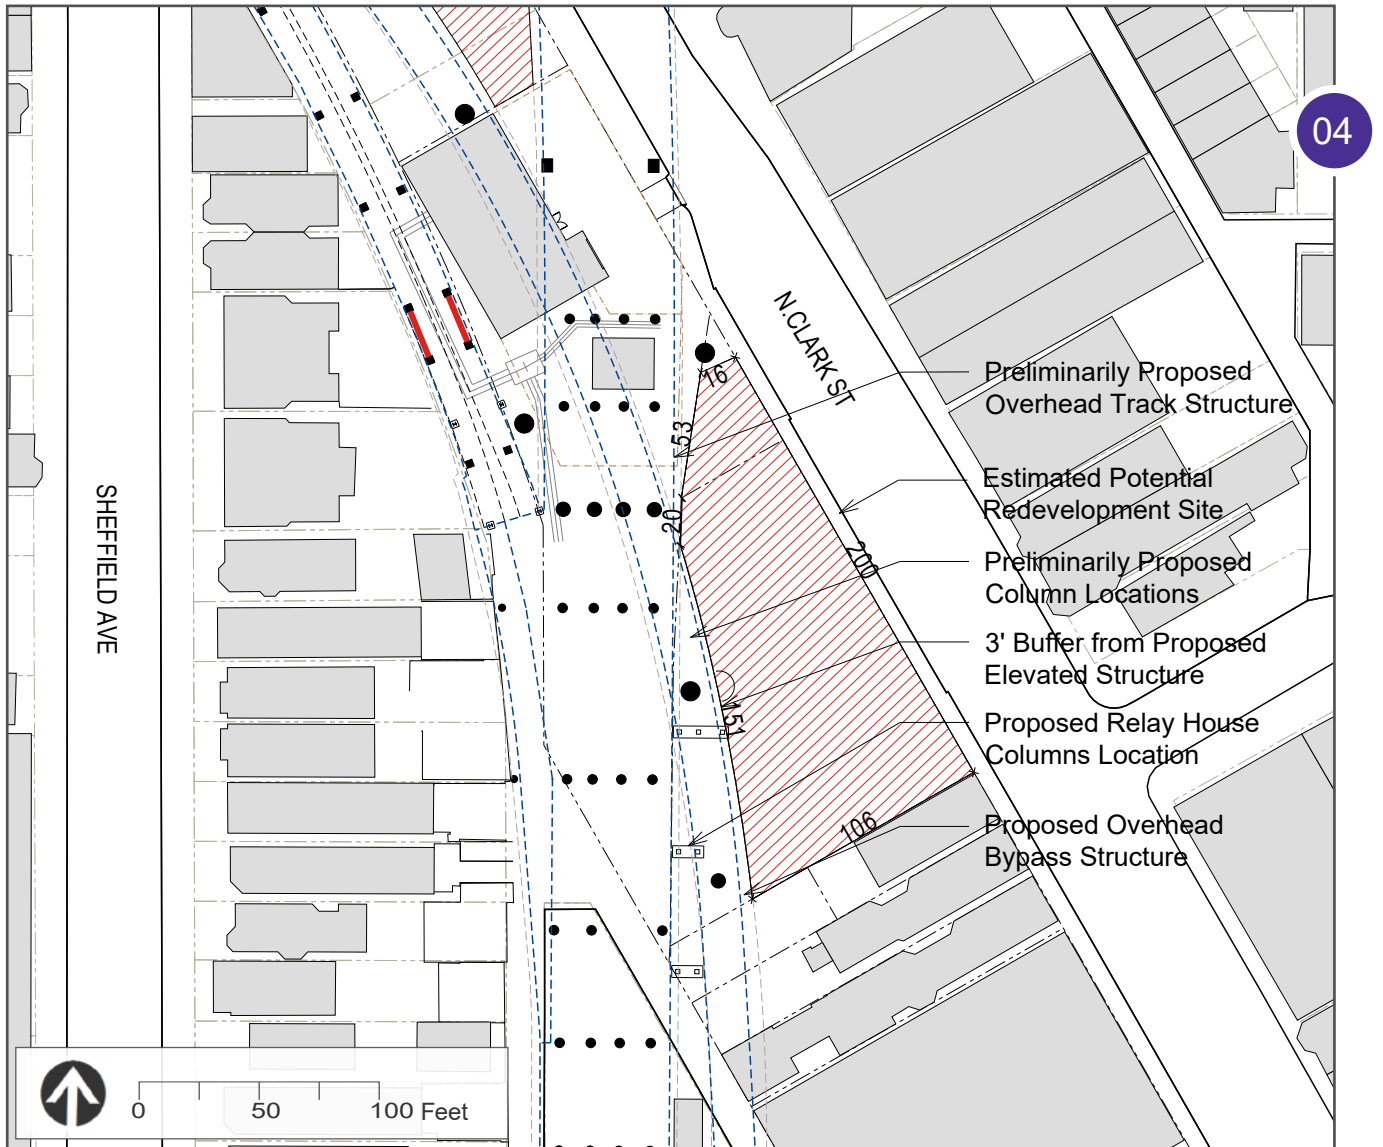 04
N.CLARK ST
16
Preliminarily Proposed
Overhead Track Structure
53
Estimated Potential
Redevelopment Site
20
SHEFFIELD AVE
200
Preliminarily Proposed
Column Locations
3' Buffer from Proposed
Elevated Structure
151
Proposed Relay House
Columns Location
106
Proposed Overhead
Bypass Structure
0 50 100 Feet